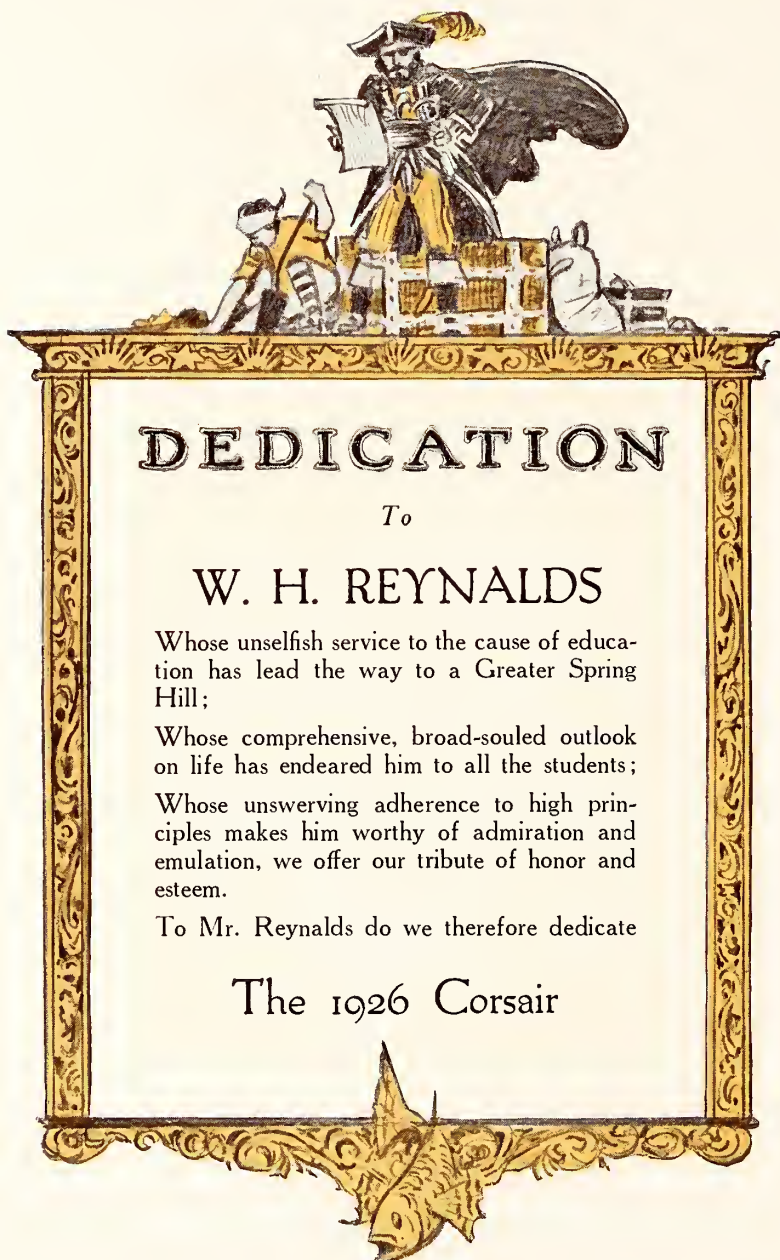 DEDICATION
To
W. H. REYNALDS
Whose unselfish service to the cause of educa-
tion has lead the way to a Greater Spring
Hill;
Whose comprehensive, broad-souled outlook
on life has endeared him to all the students;
Whose unswerving adherence to high prin-
ciples makes him worthy of admiration and
emulation, we offer our tribute of honor and
esteem.
To Mr. Reynalds do we therefore dedicate
The 1926 Corsair